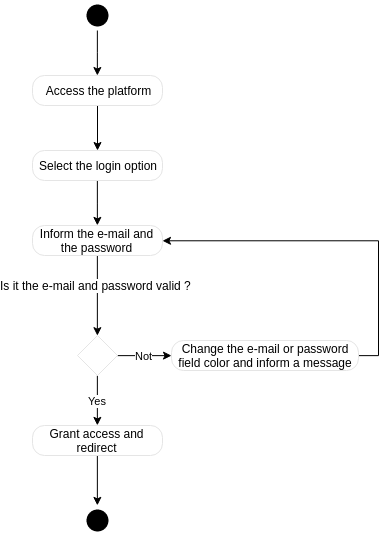 Access the platform
Select the login option
Inform the e-mail and
the password
Is it the e-mail and password valid ?
Not
Change the e-mail or password
field color and inform a message
Yes
Grant access and
redirect